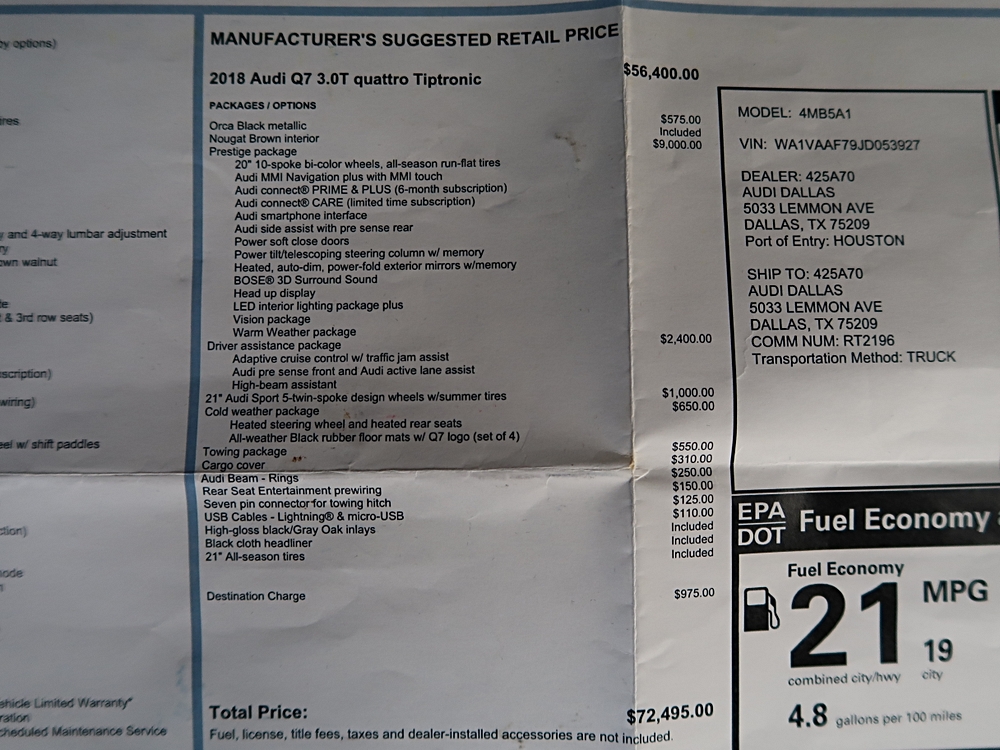 by options)
ires
y and 4-way lumbar adjustment
ry
own walnut
te
t & 3rd row seats)
scription)
wiring)
eel w/ shift paddles
ction)
node
s
ehicle Limited Warranty*
ration
cheduled Maintenance Service
MANUFACTURER'S SUGGESTED RETAIL PRICE
2018 Audi Q7 3.0T quattro Tiptronic $56,400.00
PACKAGES / OPTIONS
Orca Black metallic $575.00
Nougat Brown interior Included
Prestige package $9,000.00
20" 10-spoke bi-color wheels, all-season run-flat tires
Audi MMI Navigation plus with MMI touch
Audi connect® PRIME & PLUS (6-month subscription)
Audi connect® CARE (limited time subscription)
Audi smartphone interface
Audi side assist with pre sense rear
Power soft close doors
Power tilt/telescoping steering column w/ memory
Heated, auto-dim, power-fold exterior mirrors w/memory
BOSE® 3D Surround Sound
Head up display
LED interior lighting package plus
Vision package
Warm Weather package
Driver assistance package $2,400.00
Adaptive cruise control w/ traffic jam assist
Audi pre sense front and Audi active lane assist
High-beam assistant
21" Audi Sport 5-twin-spoke design wheels w/summer tires $1,000.00
Cold weather package $650.00
Heated steering wheel and heated rear seats
All-weather Black rubber floor mats w/ Q7 logo (set of 4)
Towing package $550.00
Cargo cover $310.00
Audi Beam - Rings $250.00
Rear Seat Entertainment prewiring $150.00
Seven pin connector for towing hitch $125.00
USB Cables - Lightning® & micro-USB $110.00
High-gloss black/Gray Oak inlays Included
Black cloth headliner Included
21" All-season tires Included
Destination Charge $975.00
Total Price: $72,495.00
Fuel, license, title fees, taxes and dealer-installed accessories are not included.
MODEL: 4MB5A1
VIN: WA1VAAF79JD053927
DEALER: 425A70
AUDI DALLAS
5033 LEMMON AVE
DALLAS, TX 75209
Port of Entry: HOUSTON
SHIP TO: 425A70
AUDI DALLAS
5033 LEMMON AVE
DALLAS, TX 75209
COMM NUM: RT2196
Transportation Method: TRUCK
EPA
DOT
Fuel Economy
Fuel Economy
21 MPG
19
combined city/hwy city
4.8 gallons per 100 miles